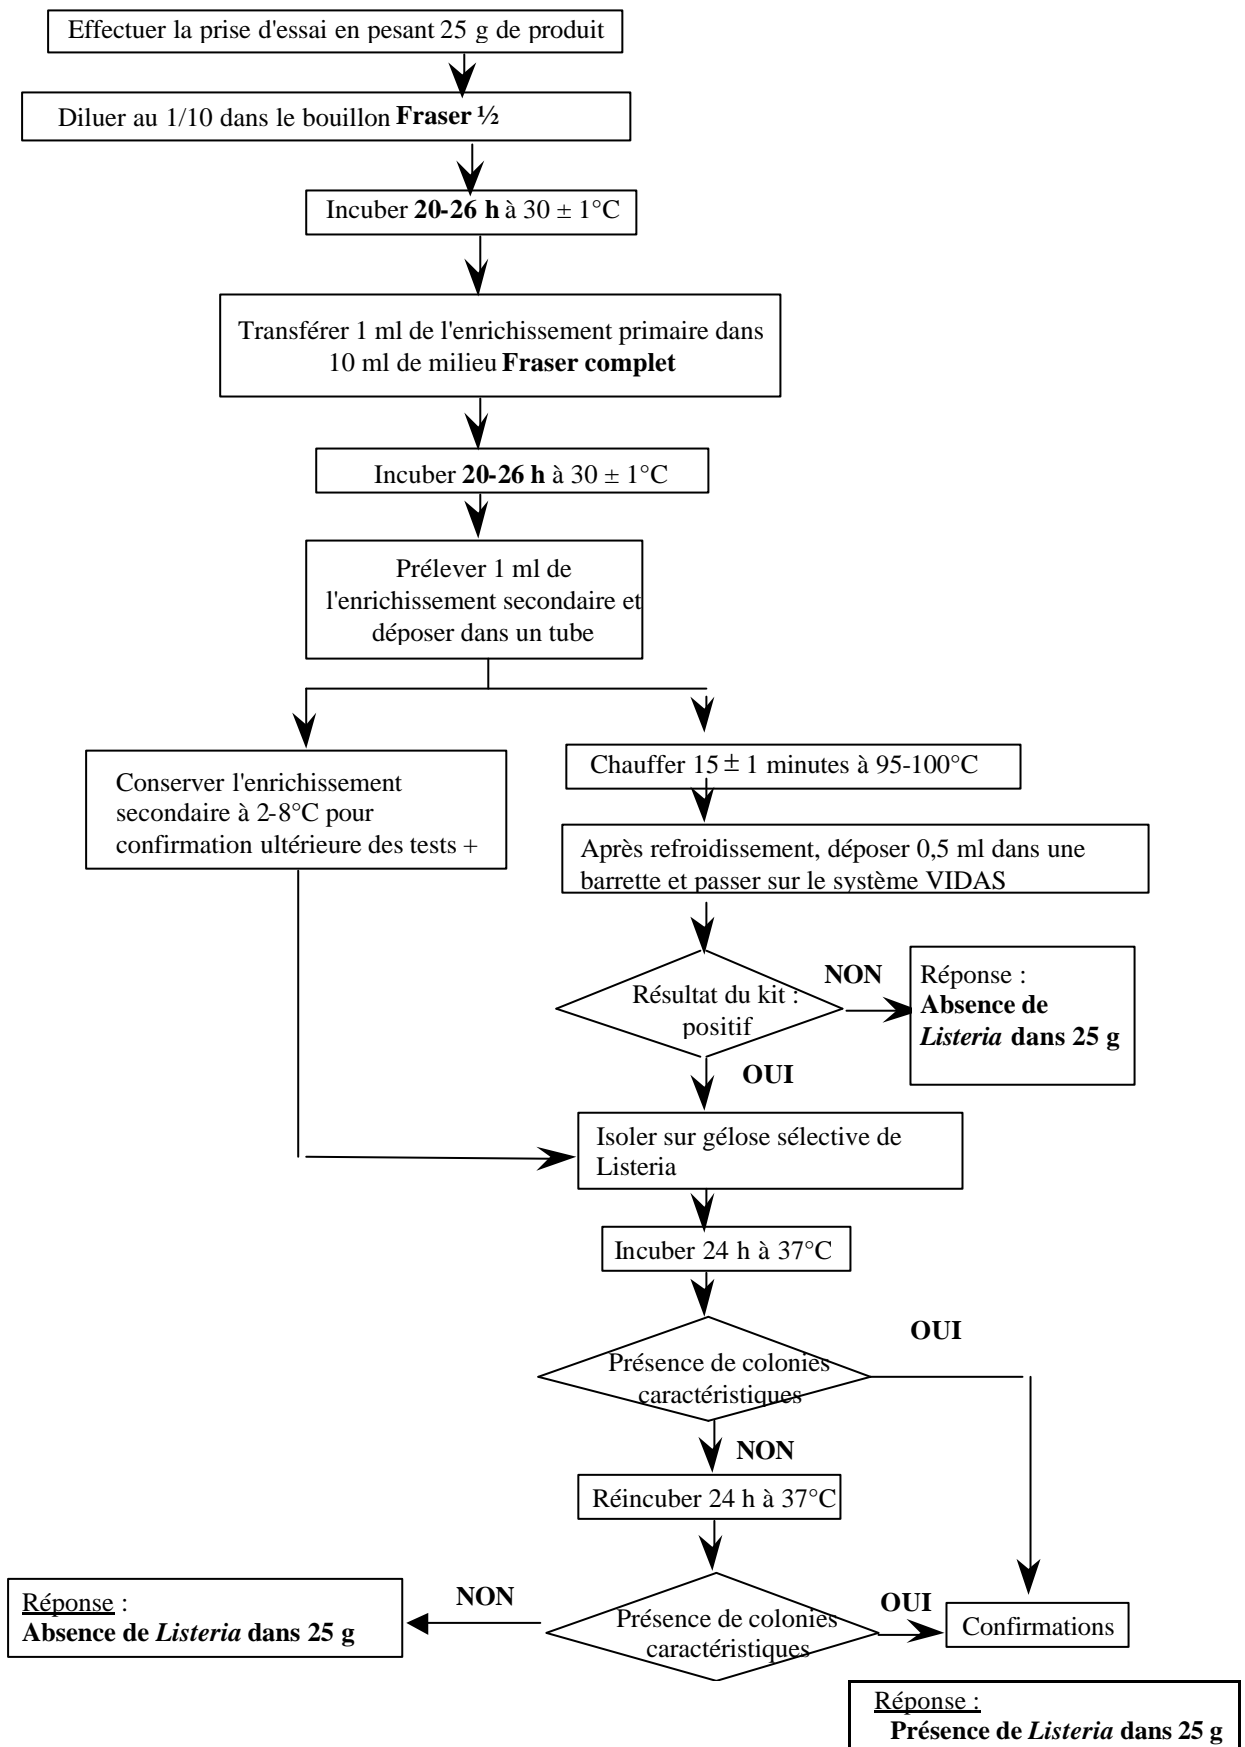 Effectuer la prise d'essai en pesant 25 g de produit
Diluer au 1/10 dans le bouillon Fraser ½
Incuber 20-26 h à 30 ± 1°C
Transférer 1 ml de l'enrichissement primaire dans
10 ml de milieu Fraser complet
Incuber 20-26 h à 30 ± 1°C
Prélever 1 ml de
l'enrichissement secondaire et
déposer dans un tube
Conserver l'enrichissement
secondaire à 2-8°C pour
confirmation ultérieure des tests +
Chauffer 15 ± 1 minutes à 95-100°C
Après refroidissement, déposer 0,5 ml dans une
barrette et passer sur le système VIDAS
Résultat du kit :
positif
NON
Réponse :
Absence de
Listeria dans 25 g
OUI
Isoler sur gélose sélective de
Listeria
Incuber 24 h à 37°C
Présence de colonies
caractéristiques
OUI
NON
Réincuber 24 h à 37°C
Présence de colonies
caractéristiques
NON
Réponse :
Absence de Listeria dans 25 g
OUI
Confirmations
Réponse :
Présence de Listeria dans 25 g